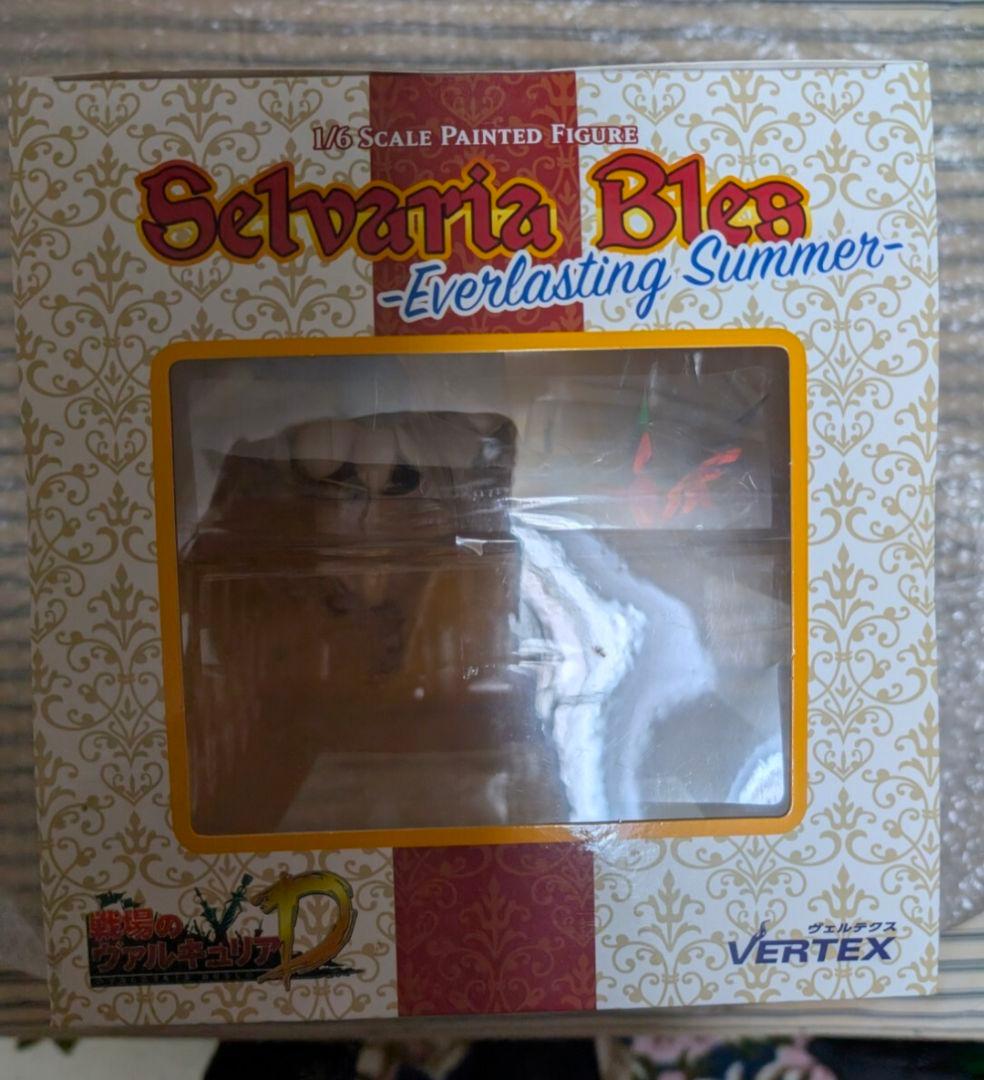 1/6 SCALE PAINTED FIGURE
Selvaria Bles
-Everlasting Summer-
戦場の
ヴァルキュリアD
ヴェルテクス
VERTEX